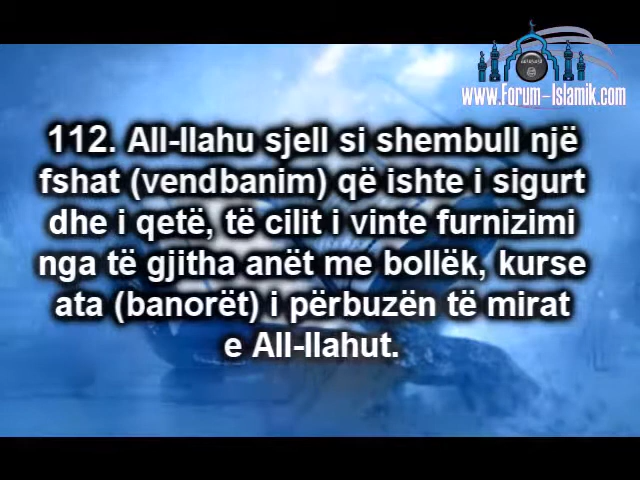 www.Forum-Islamik.com
112. All-llahu sjell si shembull një
fshat (vendbanim) që ishte i sigurt
dhe i qetë, të cilit i vinte furnizimi
nga të gjitha anët me bollëk, kurse
ata (banorët) i përbuzën të mirat
e All-llahut.